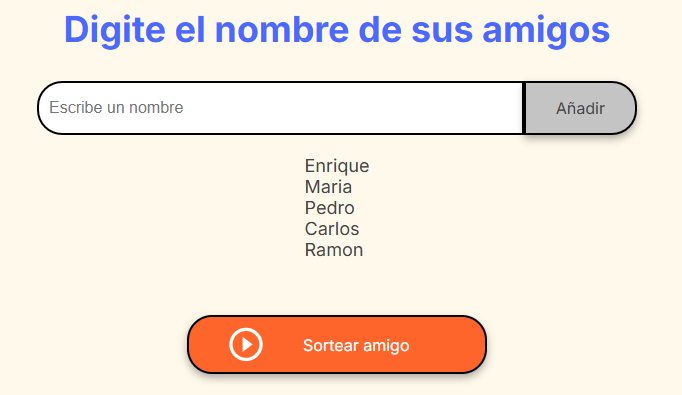 Digite el nombre de sus amigos
Escribe un nombre
Añadir
Enrique
Maria
Pedro
Carlos
Ramon
Sortear amigo